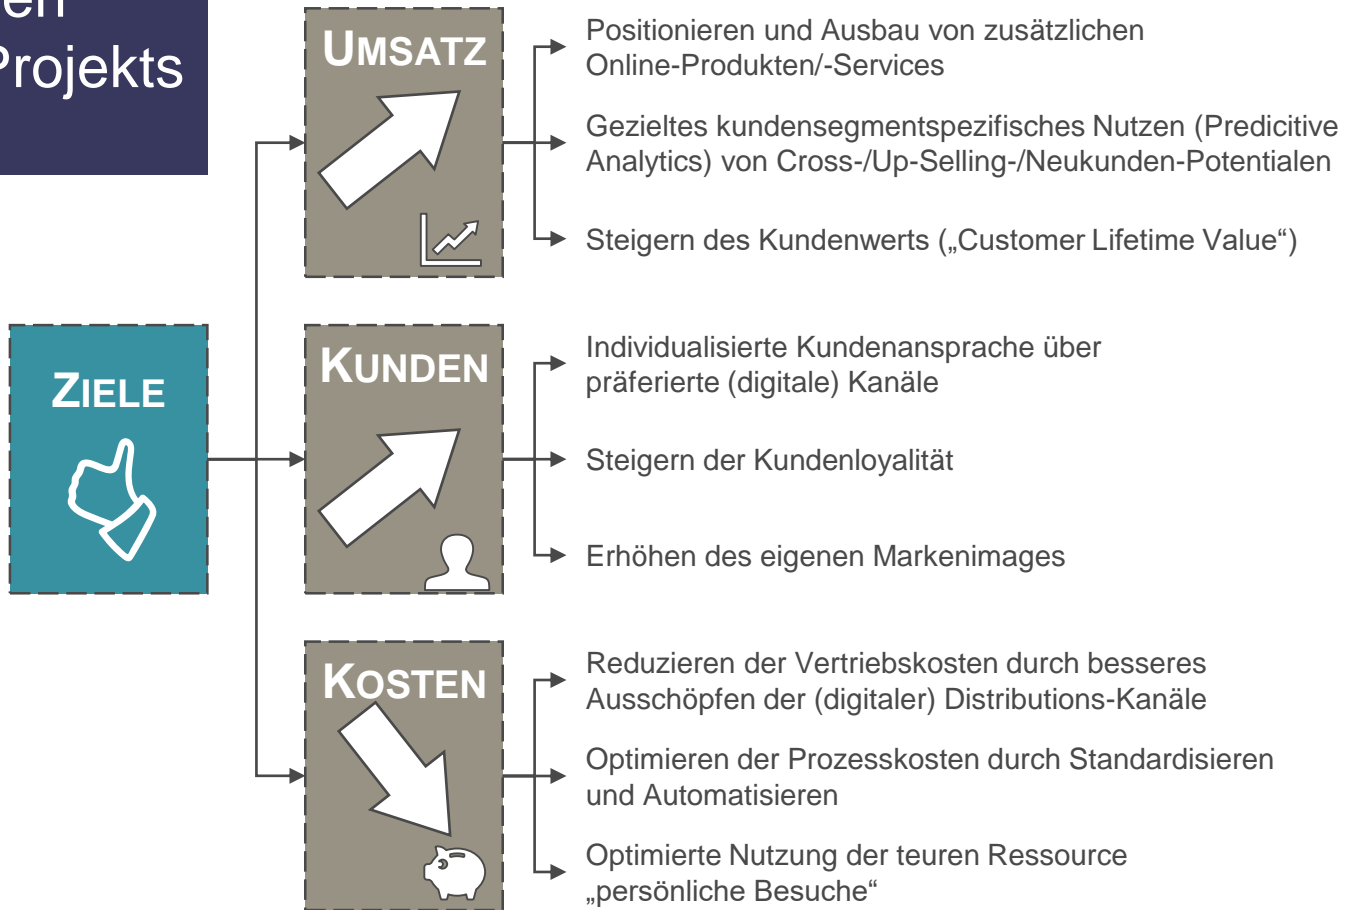 Projekts
UMSATZ
Positionieren und Ausbau von zusätzlichen
Online-Produkten/-Services
Gezieltes kundensegmentspezifisches Nutzen (Predicitive
Analytics) von Cross-/Up-Selling-/Neukunden-Potentialen
Steigern des Kundenwerts („Customer Lifetime Value“)
ZIELE
KUNDEN
Individualisierte Kundenansprache über
präferierte (digitale) Kanäle
Steigern der Kundenloyalität
Erhöhen des eigenen Markenimages
KOSTEN
Reduzieren der Vertriebskosten durch besseres
Ausschöpfen der (digitaler) Distributions-Kanäle
Optimieren der Prozesskosten durch Standardisieren
und Automatisieren
Optimierte Nutzung der teuren Ressource
„persönliche Besuche“